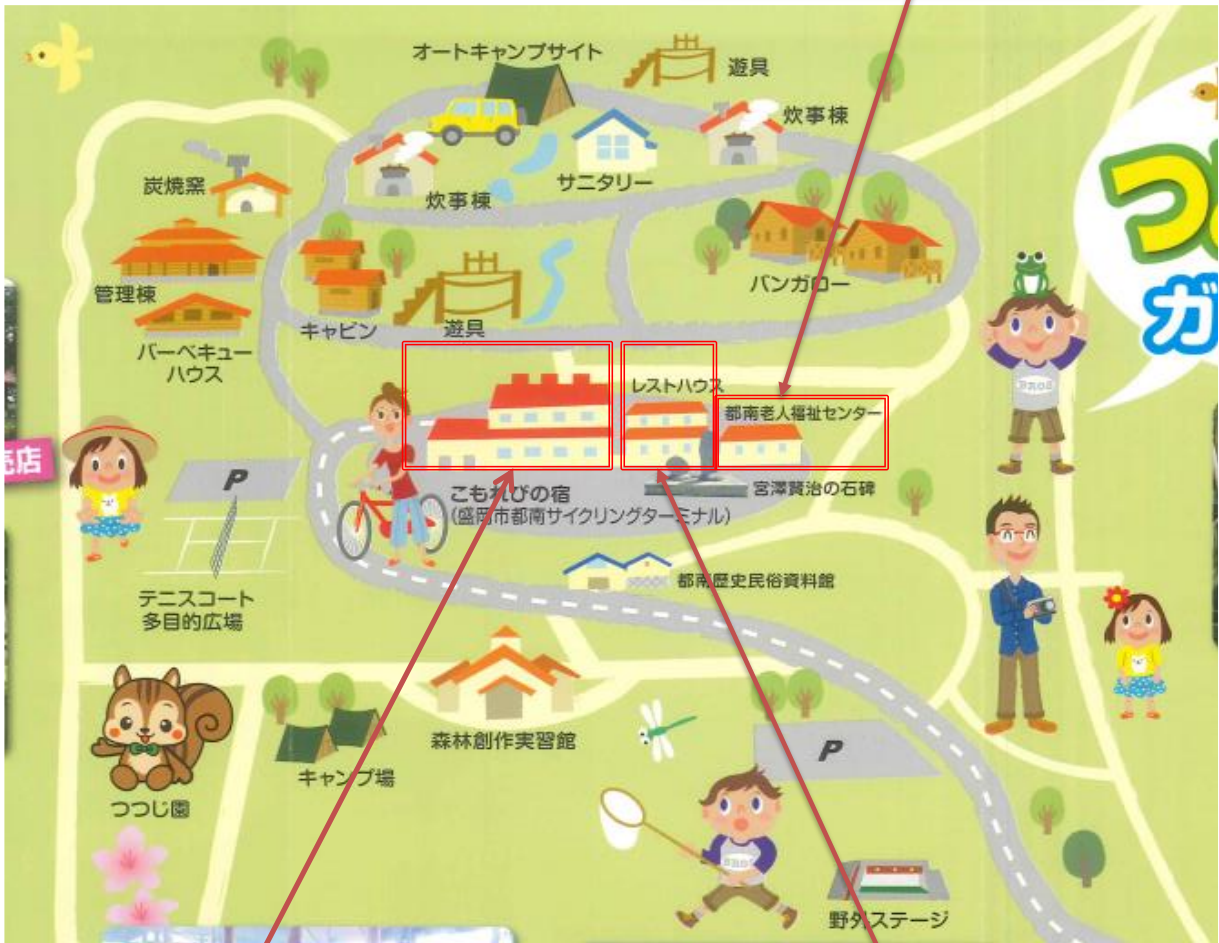 オートキャンプサイト
遊具
炊事棟
炭焼窯
炊事棟
サニタリー
管理棟
キャビン
遊具
バンガロー
バーベキュー
ハウス
つ
ガ
BROS
レストハウス
都南老人福祉センター
売店
P
こもれびの宿
(盛岡市都南サイクリングターミナル)
宮澤賢治の石碑
テニスコート
多目的広場
都南歴史民俗資料館
森林創作実習館
キャンプ場
つつじ園
P
BROS
野外ステージ